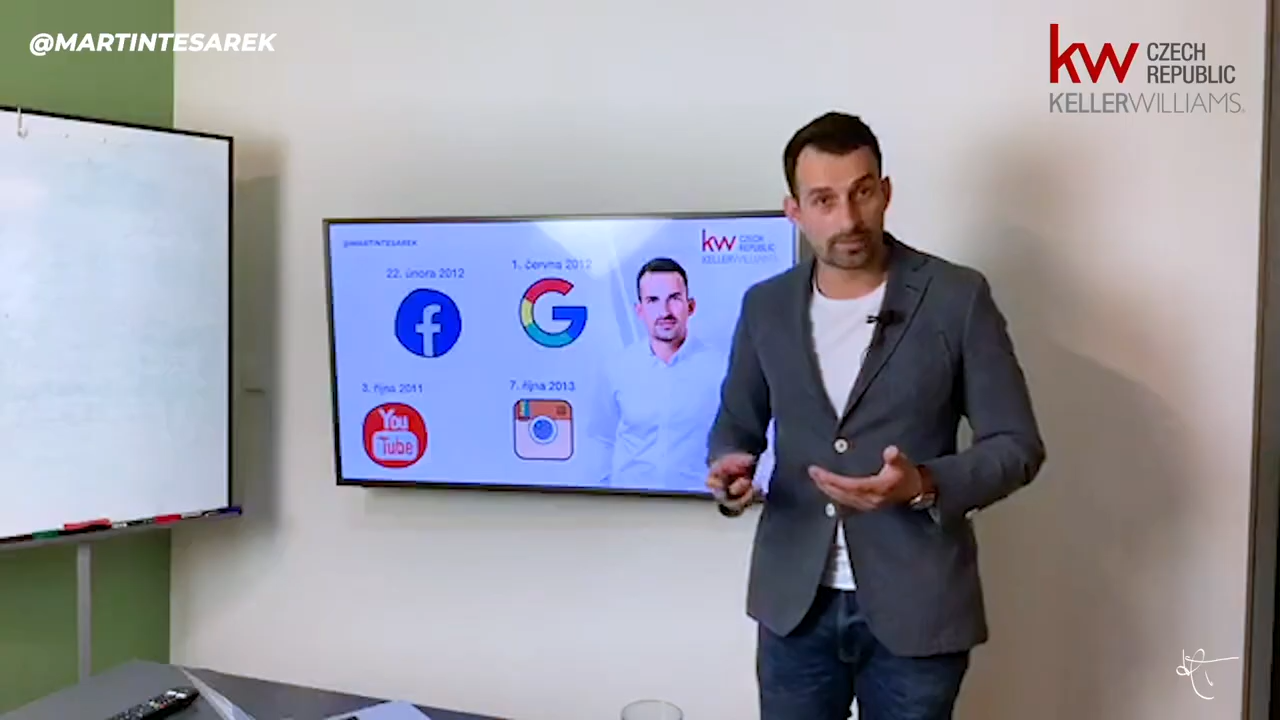 @MARTINTESAREK
kw CZECH
REPUBLIC
KELLERWILLIAMS
@MARTINTESAREK
kw CZECH
REPUBLIC
KELLERWILLIAMS
22. února 2012
1. června 2012
f
G
3. října 2011
7. října 2013
You
Tube